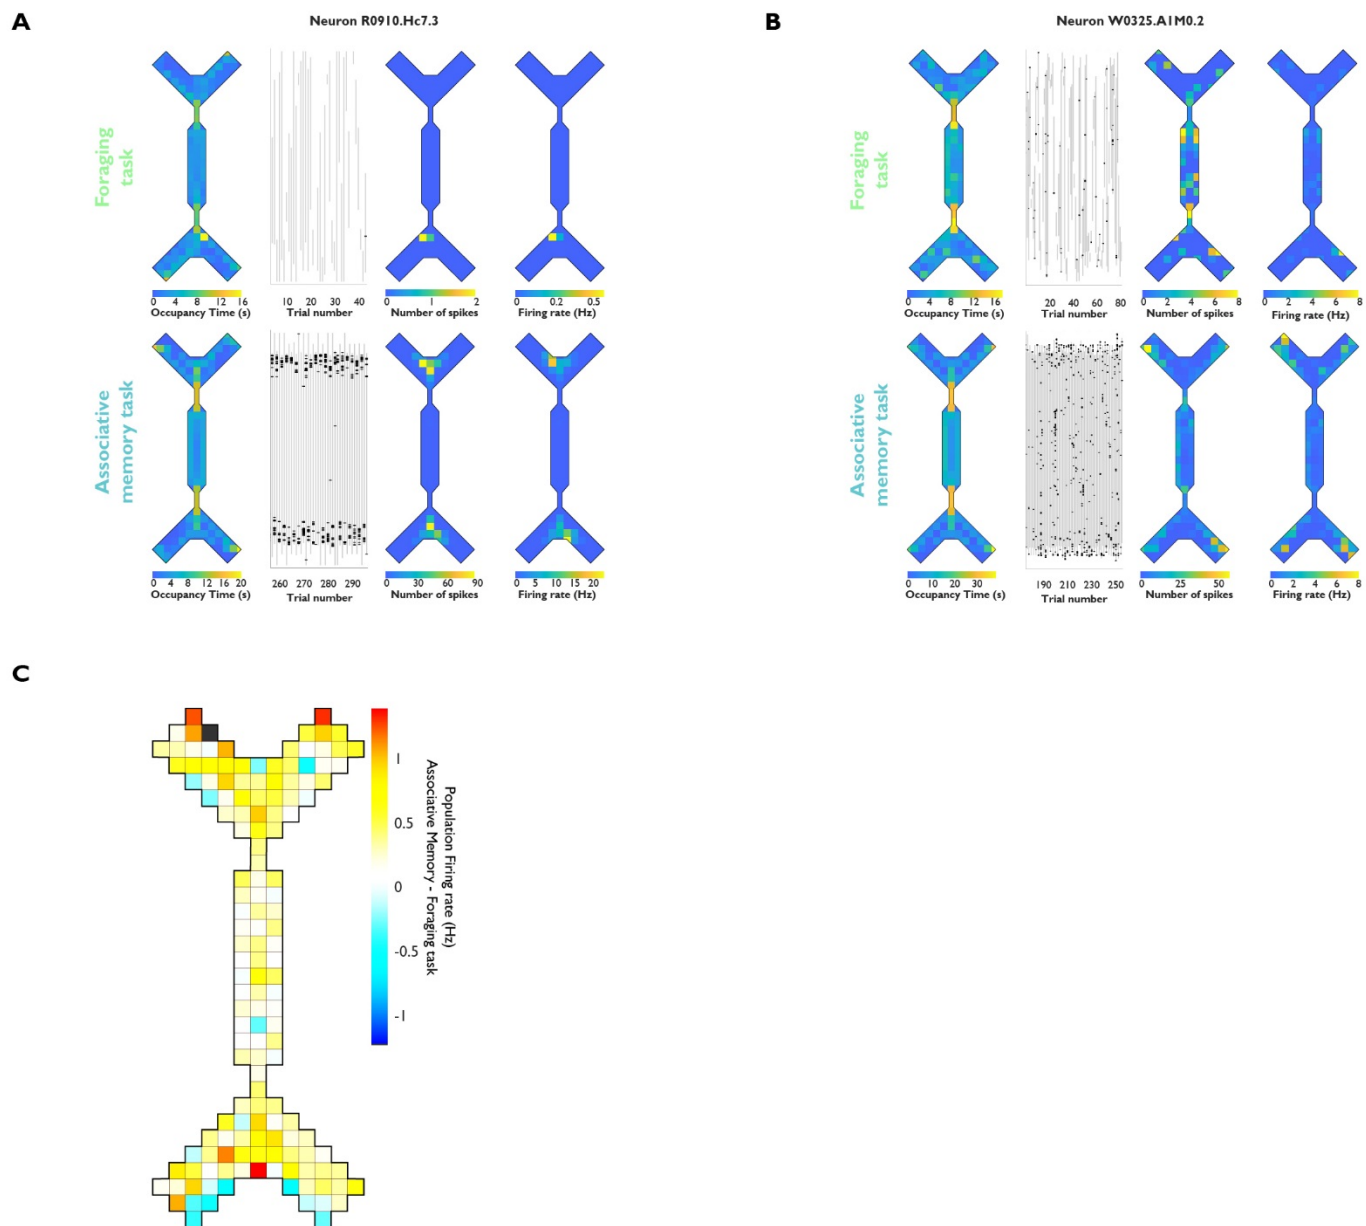 A
Neuron R0910.Hc7.3
Foraging
task
0 4 8 12 16
Occupancy Time (s)
10 20 30 40
Trial number
0 1 2
Number of spikes
0 0.2 0.5
Firing rate (Hz)
Associative
memory task
0 4 8 12 16 20
Occupancy Time (s)
260 270 280 290
Trial number
0 30 60 90
Number of spikes
0 5 10 15 20
Firing rate (Hz)
B
Neuron W0325.A1M0.2
Foraging
task
0 4 8 12 16
Occupancy Time (s)
20 40 60 80
Trial number
0 2 4 6 8
Number of spikes
0 2 4 6 8
Firing rate (Hz)
Associative
memory task
0 10 20 30
Occupancy Time (s)
190 210 230 250
Trial number
0 25 50
Number of spikes
0 2 4 6 8
Firing rate (Hz)
C
1
0.5
0
-0.5
-1
Population Firing rate (Hz)
Associative Memory - Foraging task